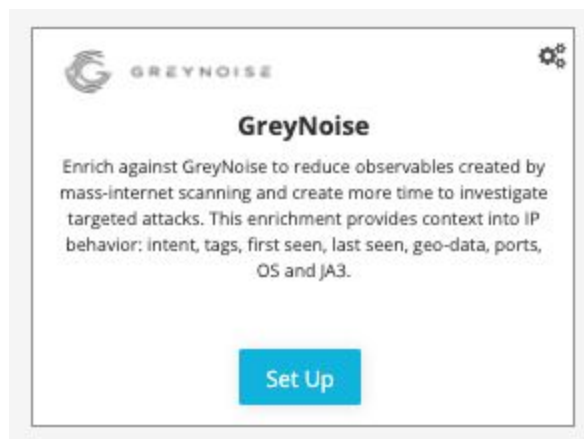 GREYNOISE
GreyNoise
Enrich against GreyNoise to reduce observables created by
mass-internet scanning and create more time to investigate
targeted attacks. This enrichment provides context into IP
behavior: intent, tags, first seen, last seen, geo-data, ports,
OS and JA3.
Set Up